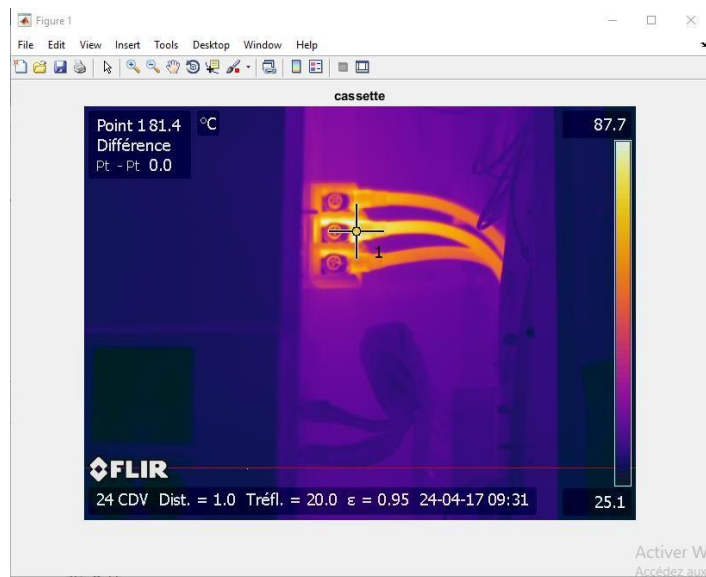 Figure 1
File Edit View Insert Tools Desktop Window Help
cassette
Point 1 81.4 °C
Différence
Pt - Pt 0.0
87.7
1
FLIR
24 CDV Dist. = 1.0 Tréfl. = 20.0 ε = 0.95 24-04-17 09:31
25.1
Activer W
Accédez aux